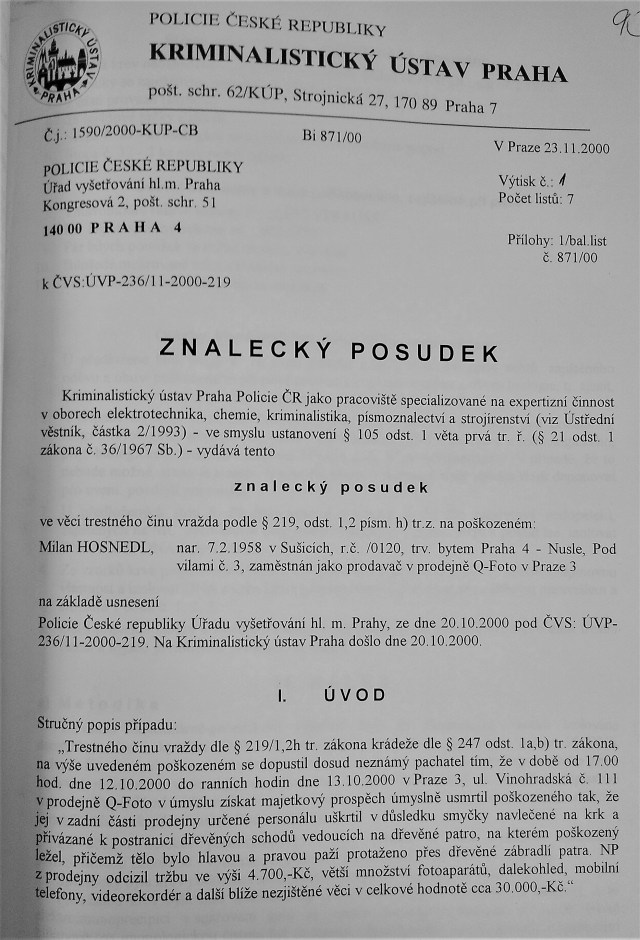 KRIMINALISTICKÝ ÚSTAV
PRAHA
POLICIE ČESKÉ REPUBLIKY
KRIMINALISTICKÝ ÚSTAV PRAHA
pošt. schr. 62/KÚP, Strojnická 27, 170 89 Praha 7
Č.j.: 1590/2000-KUP-CB
Bi 871/00
V Praze 23.11.2000
POLICIE ČESKÉ REPUBLIKY
Úřad vyšetřování hl.m. Praha
Kongresová 2, pošt. schr. 51
140 00 PRAHA 4
Výtisk č.: 1
Počet listů: 7
Přílohy: 1/bal.list
č. 871/00
k ČVS:ÚVP-236/11-2000-219
ZNALECKÝ POSUDEK
Kriminalistický ústav Praha Policie ČR jako pracoviště specializované na expertizní činnost
v oborech elektrotechnika, chemie, kriminalistika, písmoznalectví a strojírenství (viz Ústřední
věstník, částka 2/1993) - ve smyslu ustanovení § 105 odst. 1 věta prvá tr. ř. (§ 21 odst. 1
zákona č. 36/1967 Sb.) - vydává tento
znalecký posudek
ve věci trestného činu vražda podle § 219, odst. 1,2 písm. h) tr.z. na poškozeném:
Milan HOSNEDL, nar. 7.2.1958 v Sušicích, r.č. /0120, trv. bytem Praha 4 - Nusle, Pod
vilami č. 3, zaměstnán jako prodavač v prodejně Q-Foto v Praze 3
na základě usnesení
Policie České republiky Úřadu vyšetřování hl. m. Prahy, ze dne 20.10.2000 pod ČVS: ÚVP-
236/11-2000-219. Na Kriminalistický ústav Praha došlo dne 20.10.2000.
I. ÚVOD
Stručný popis případu:
„Trestného činu vraždy dle § 219/1,2h tr. zákona krádeže dle § 247 odst. 1a,b) tr. zákona,
na výše uvedeném poškozeném se dopustil dosud neznámý pachatel tím, že v době od 17.00
hod. dne 12.10.2000 do ranních hodin dne 13.10.2000 v Praze 3, ul. Vinohradská č. 111
v prodejně Q-Foto v úmyslu získat majetkový prospěch úmyslně usmrtil poškozeného tak, že
jej v zadní části prodejny určené personálu uškrtil v důsledku smyčky navlečené na krk a
přivázané k postranici dřevěných schodů vedoucích na dřevěné patro, na kterém poškozený
ležel, přičemž tělo bylo hlavou a pravou paží protaženo přes dřevěné zábradlí patra. NP
z prodejny odcizil tržbu ve výši 4.700,-Kč, větší množství fotoaparátů, dalekohled, mobilní
telefony, videorekordér a další blíže nezjištěné věci v celkové hodnotě cca 30.000,-Kč.“